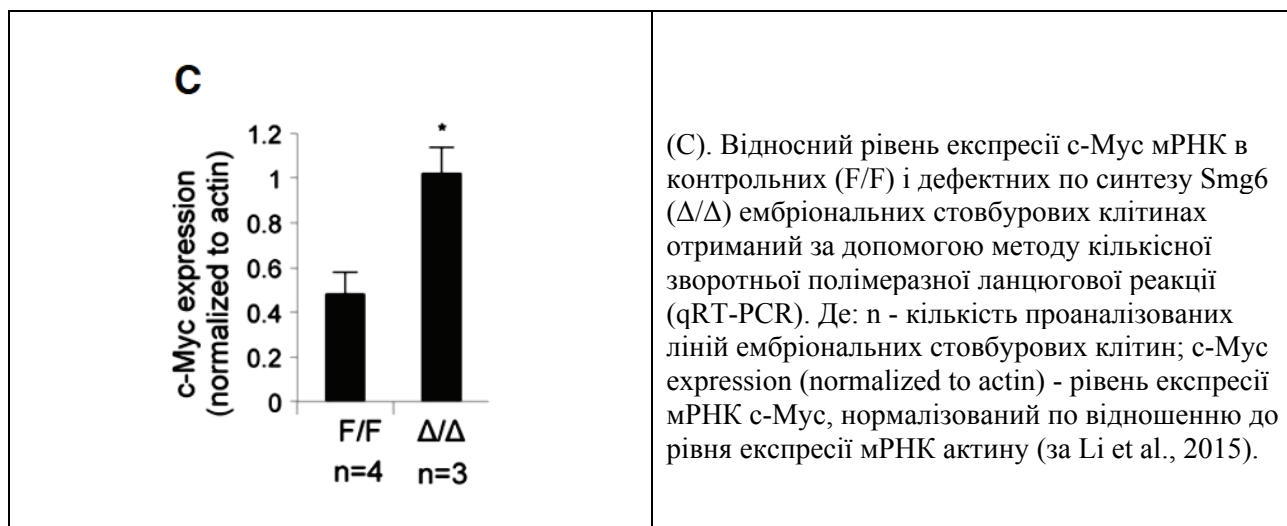 C
c-Myc expression
(normalized to actin)
1.2
1
0.8
0.6
0.4
0.2
0
*
F/F Δ/Δ
n=4 n=3
(C). Відносний рівень експресії c-Myc мРНК в
контрольних (F/F) і дефектних по синтезу Smg6
(Δ/Δ) ембріональних стовбурових клітинах
отриманий за допомогою методу кількісної
зворотньої полімеразної ланцюгової реакції
(qRT-PCR). Де: n - кількість проаналізованих
ліній ембріональних стовбурових клітин; c-Myc
expression (normalized to actin) - рівень експресії
мРНК c-Myc, нормалізований по відношенню до
рівня експресії мРНК актину (за Li et al., 2015).